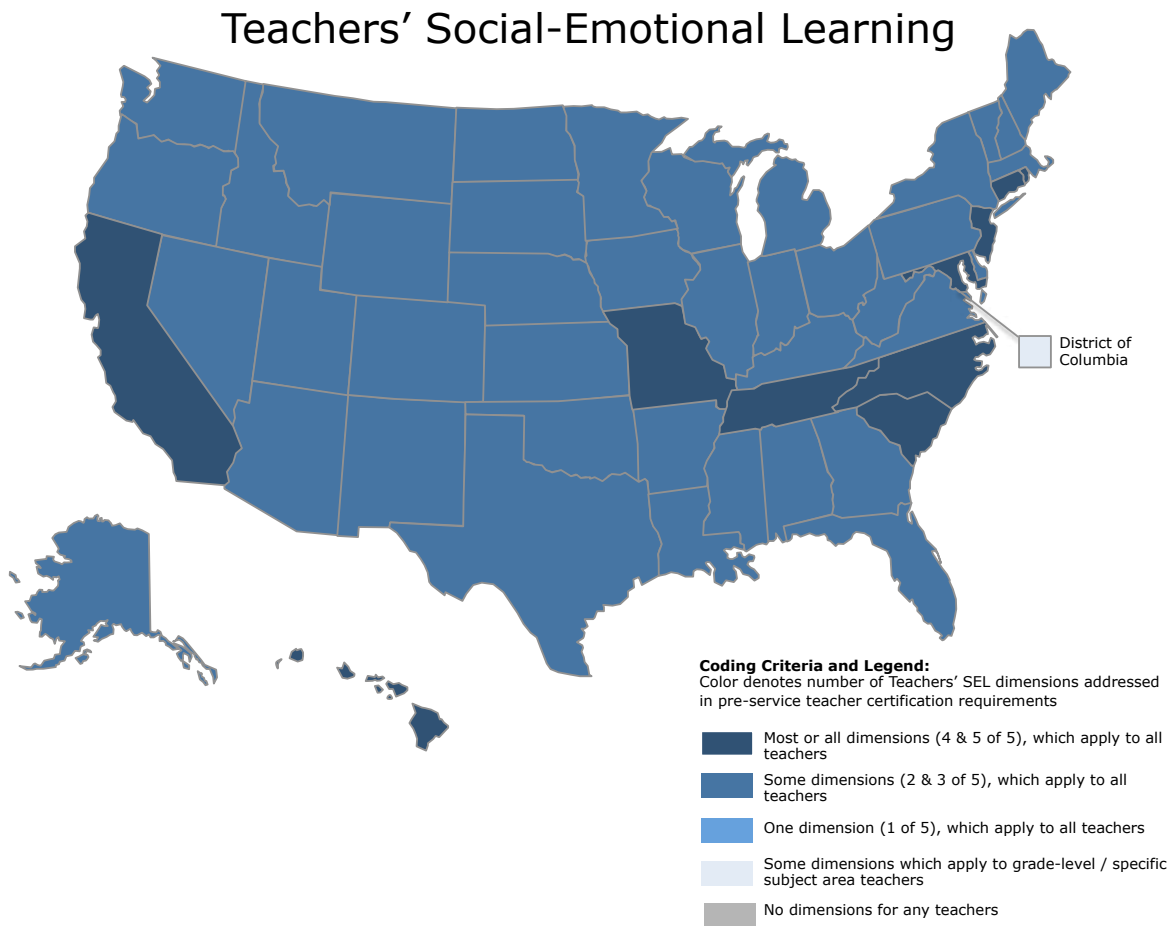 Teachers’ Social-Emotional Learning
District of
Columbia
Coding Criteria and Legend:
Color denotes number of Teachers’ SEL dimensions addressed
in pre-service teacher certification requirements
Most or all dimensions (4 & 5 of 5), which apply to all
teachers
Some dimensions (2 & 3 of 5), which apply to all
teachers
One dimension (1 of 5), which apply to all teachers
Some dimensions which apply to grade-level / specific
subject area teachers
No dimensions for any teachers